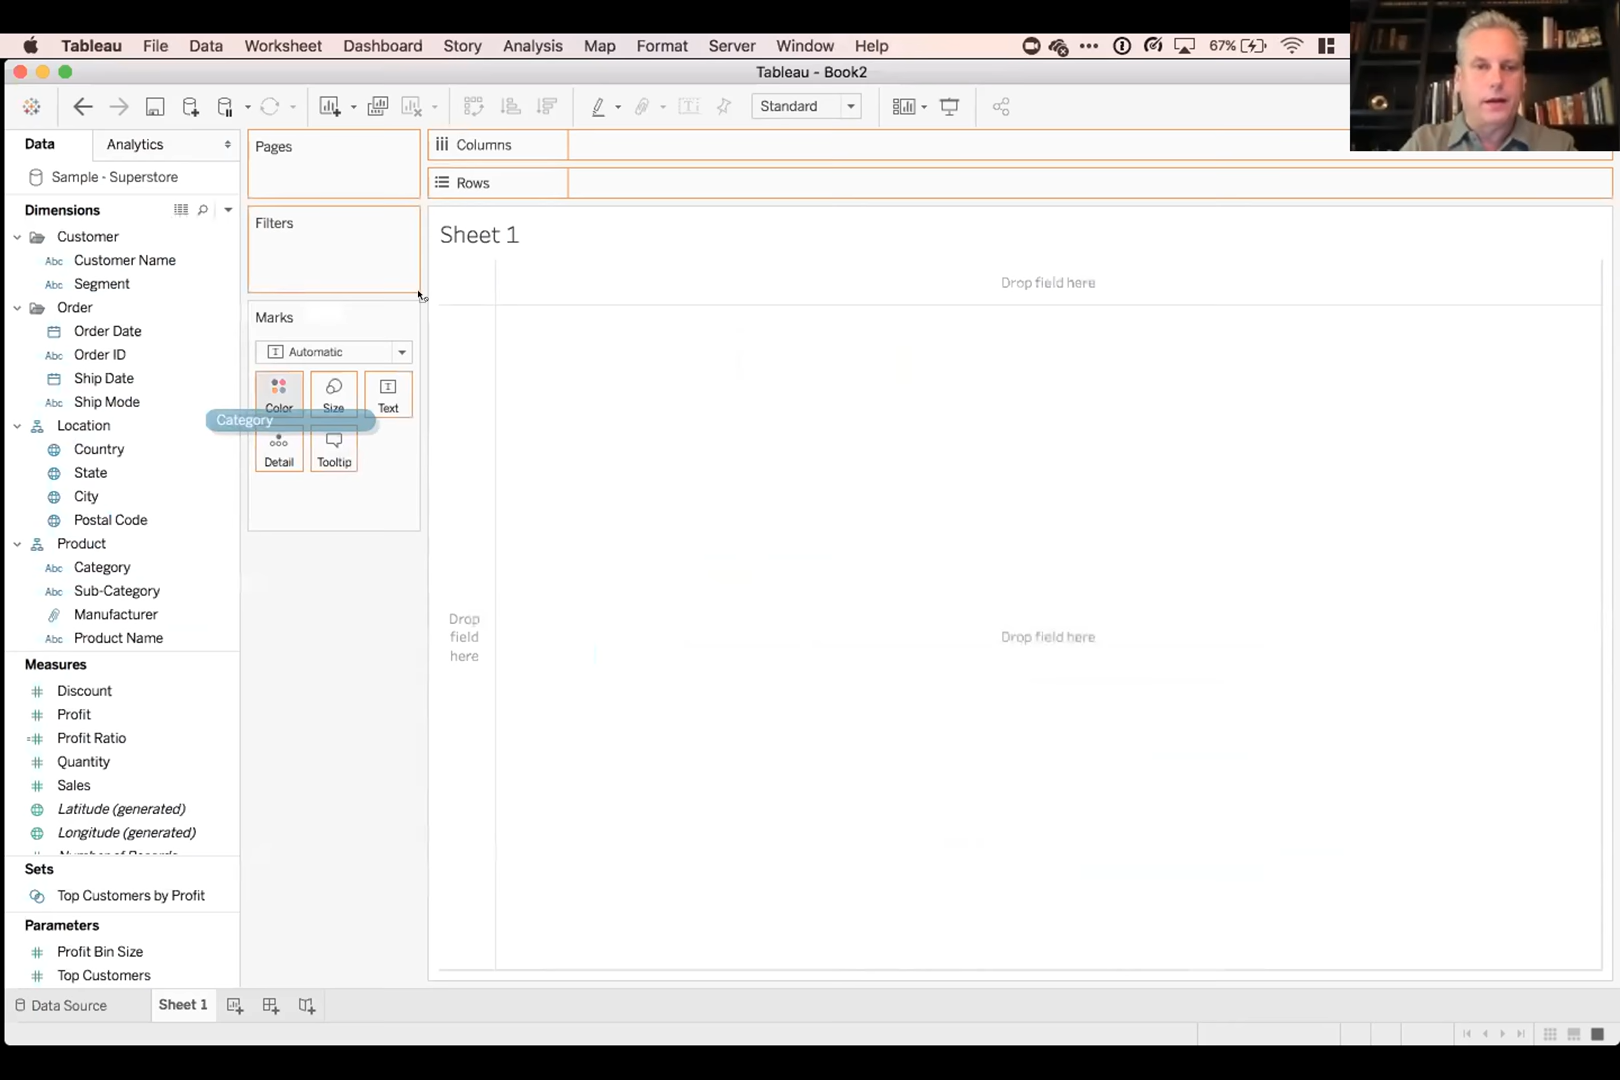 Tableau File Data Worksheet Dashboard Story Analysis Map Format Server Window Help
67%
Tableau - Book2
Standard
Data Analytics
Sample - Superstore
Dimensions
Customer
Customer Name
Segment
Order
Order Date
Order ID
Ship Date
Ship Mode
Location
Country
State
City
Postal Code
Product
Category
Sub-Category
Manufacturer
Product Name
Measures
Discount
Profit
Profit Ratio
Quantity
Sales
Latitude (generated)
Longitude (generated)
Number of Records
Sets
Top Customers by Profit
Parameters
Profit Bin Size
Top Customers
Pages
Filters
Marks
Automatic
Color Size Text
Category
Detail Tooltip
Columns
Rows
Sheet 1
Drop field here
Drop
field
here
Drop field here
Data Source Sheet 1